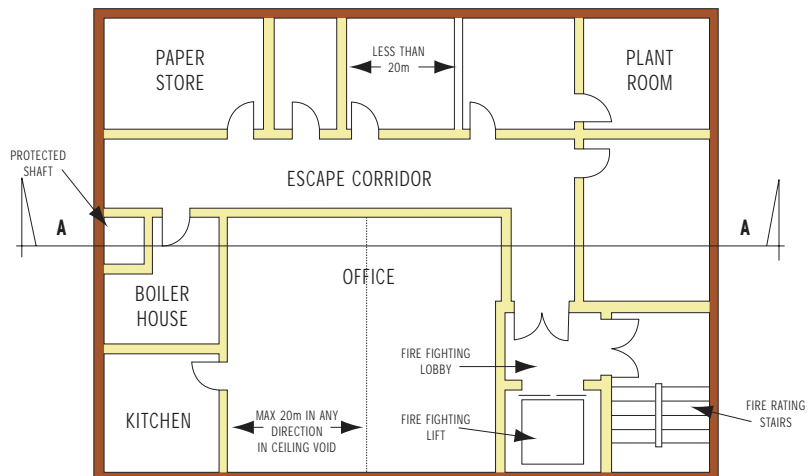 PAPER
STORE
LESS THAN
20m
PLANT
ROOM
PROTECTED
SHAFT
ESCAPE CORRIDOR
A
A
OFFICE
BOILER
HOUSE
FIRE FIGHTING
LOBBY
KITCHEN
MAX 20m IN ANY
DIRECTION
IN CEILING VOID
FIRE FIGHTING
LIFT
FIRE RATING
STAIRS